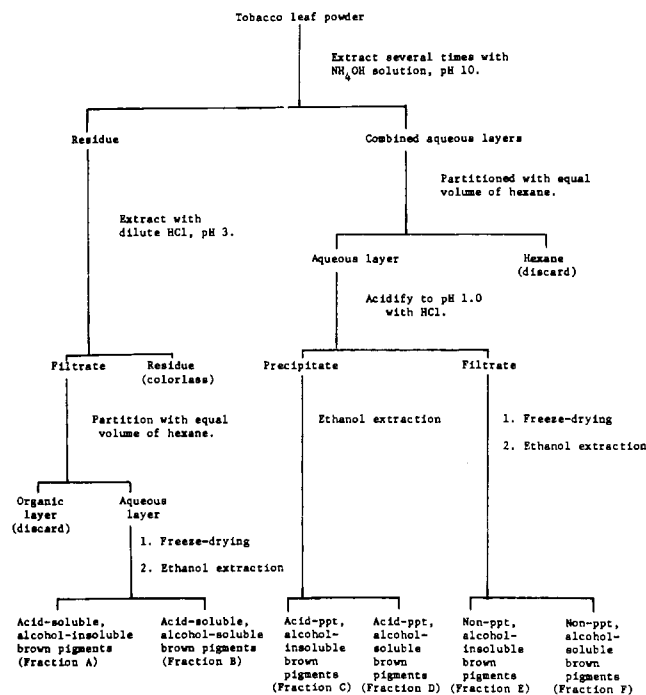 Tobacco leaf powder
Extract several times with
NH4OH solution, pH 10.
Residue
Combined aqueous layers
Partitioned with equal
volume of hexane.
Extract with
dilute HCl, pH 3.
Aqueous layer
Hexane
(discard)
Acidify to pH 1.0
with HCl.
Filtrate
Residue
(colorlass)
Precipitate
Filtrate
Partition with equal
volume of hexane.
Ethanol extraction
1. Freeze-drying
2. Ethanol extraction
Organic
layer
(discard)
Aqueous
layer
1. Freeze-drying
2. Ethanol extraction
Acid-soluble,
alcohol-insoluble
brown pigments
(Fraction A)
Acid-soluble,
alcohol-soluble
brown pigments
(Fraction B)
Acid-ppt,
alcohol-
insoluble
brown
pigments
(Fraction C)
Acid-ppt,
alcohol-
soluble
brown
pigments
(Fraction D)
Non-ppt,
alcohol-
insoluble
brown
pigments
(Fraction E)
Non-ppt,
alcohol-
soluble
brown
pigments
(Fraction F)